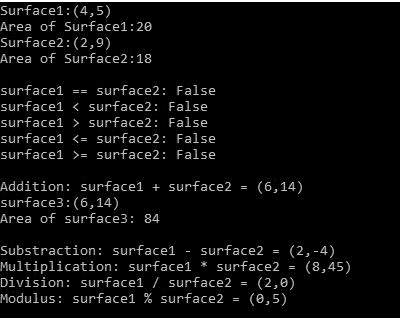 Surface1:(4,5)
Area of Surface1:20
Surface2:(2,9)
Area of Surface2:18
surface1 == surface2: False
surface1 < surface2: False
surface1 > surface2: False
surface1 <= surface2: False
surface1 >= surface2: False
Addition: surface1 + surface2 = (6,14)
surface3:(6,14)
Area of surface3: 84
Substraction: surface1 - surface2 = (2,-4)
Multiplication: surface1 * surface2 = (8,45)
Division: surface1 / surface2 = (2,0)
Modulus: surface1 % surface2 = (0,5)